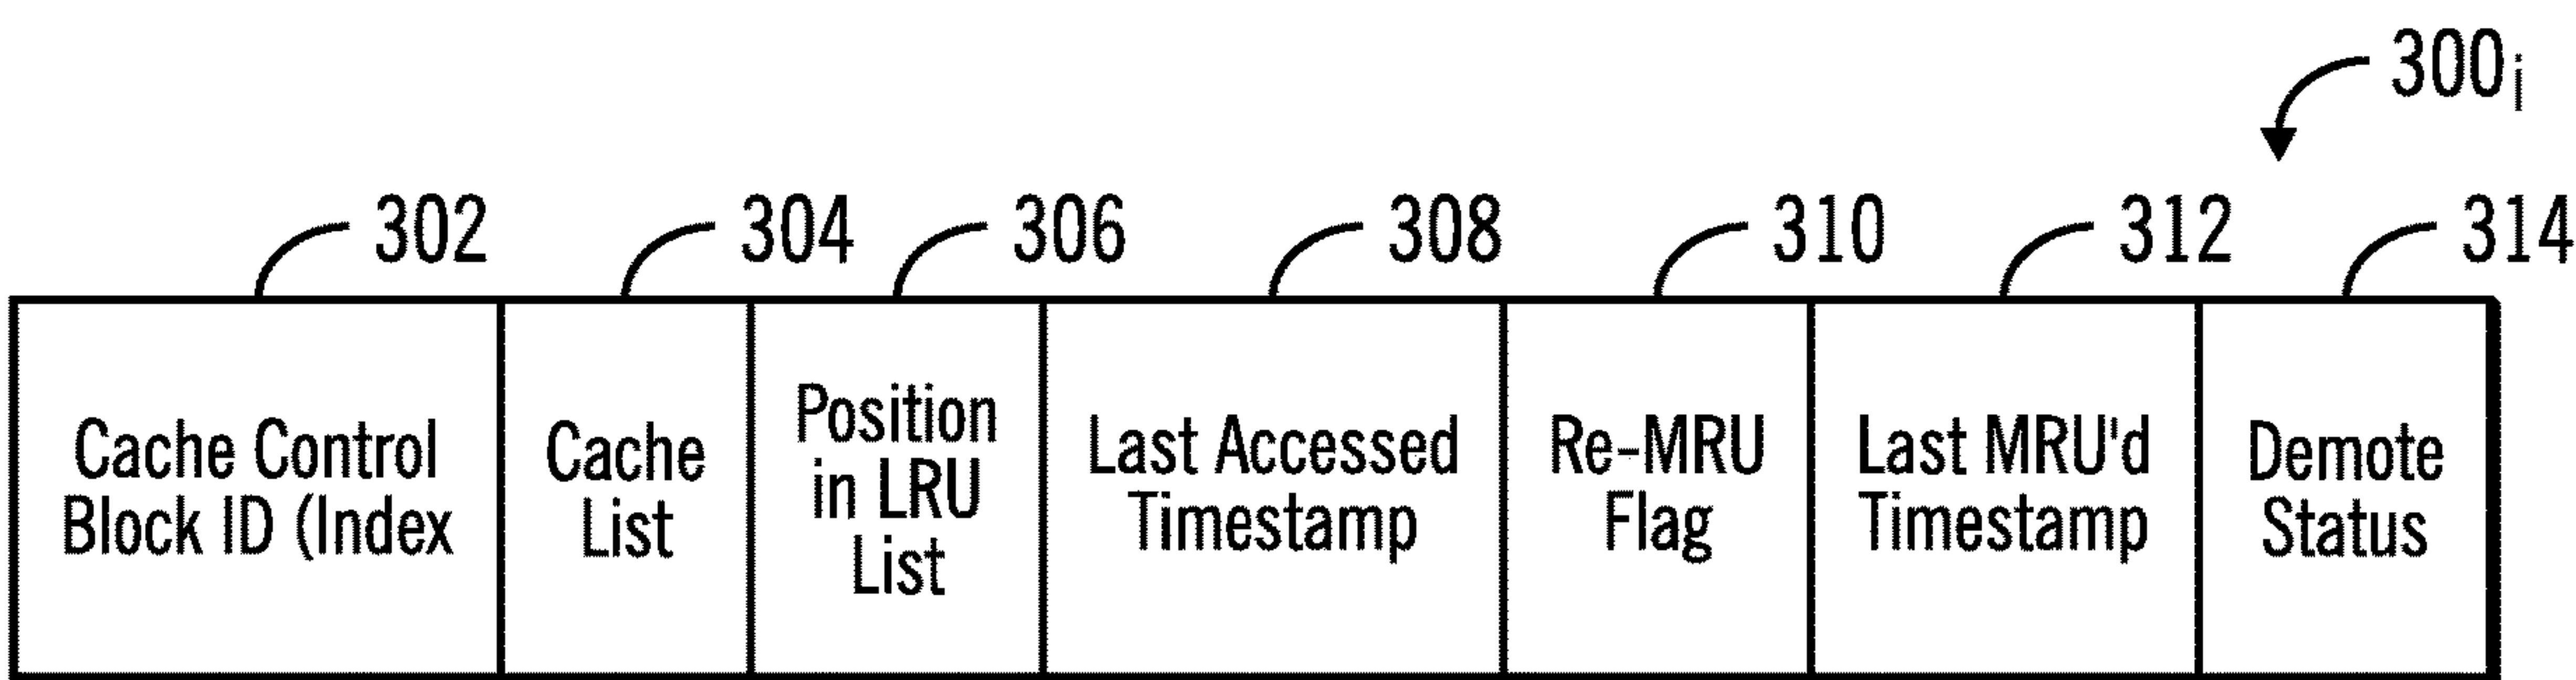 300i
302
304
306
308
310
312
314
Cache Control
Block ID (Index
Cache
List
Position
in LRU
List
Last Accessed
Timestamp
Re-MRU
Flag
Last MRU'd
Timestamp
Demote
Status